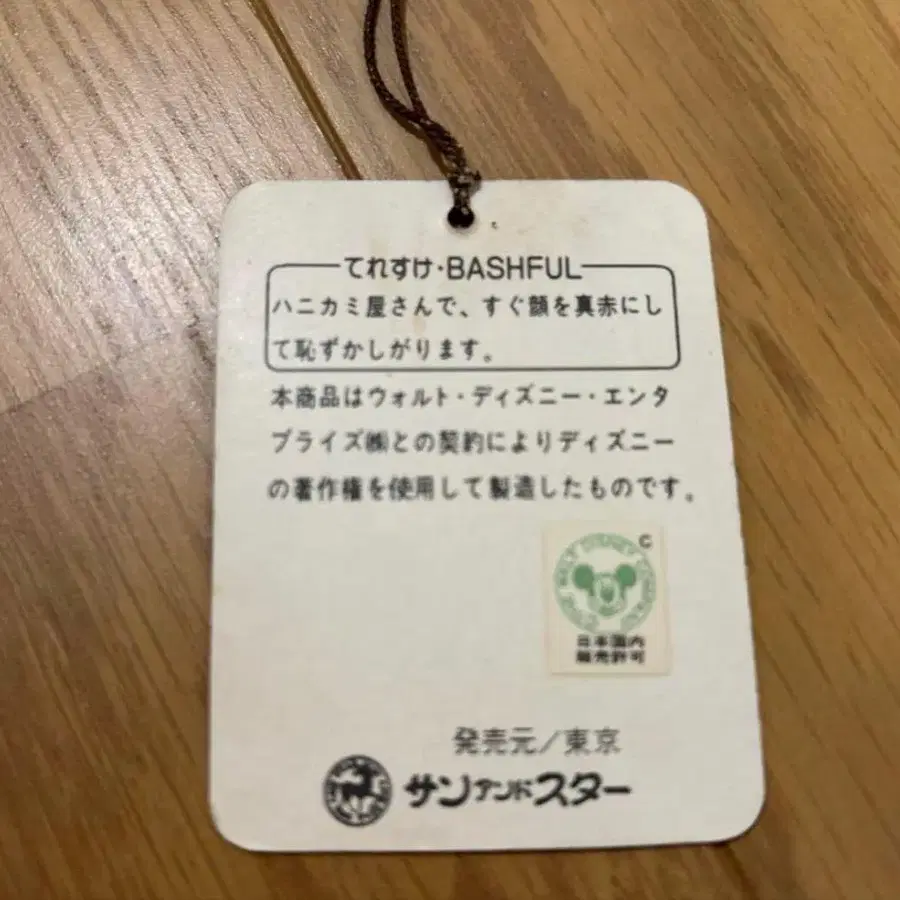 てれすけ・BASHFUL
ハニカミ屋さんで、すぐ顔を真赤にし
て恥ずかしがります。
本商品はウォルト・ディズニー・エンタ
プライズ㈱との契約によりディズニー
の著作権を使用して製造したものです。
C
日本国内
販売許可
発売元/東京
サンアンドスター